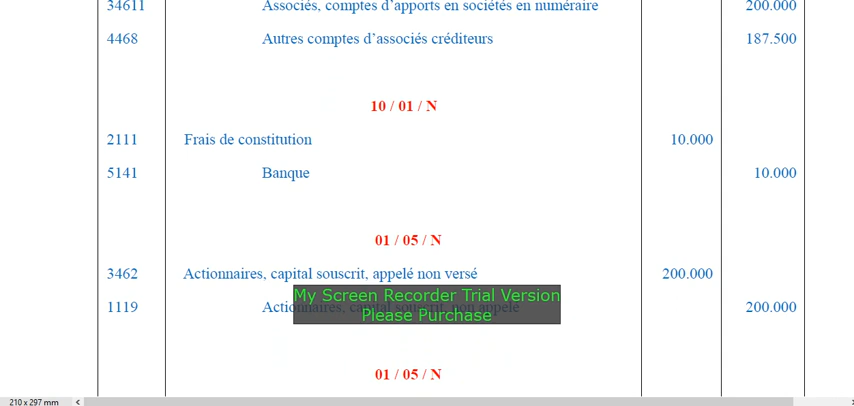 34611 Associés, comptes d’apports en sociétés en numéraire 200.000
4468 Autres comptes d’associés créditeurs 187.500
10 / 01 / N
2111 Frais de constitution 10.000
5141 Banque 10.000
01 / 05 / N
3462 Actionnaires, capital souscrit, appelé non versé 200.000
My Screen Recorder Trial Version
1119 Actionnaires, capital souscrit, non appelé 200.000
Please Purchase
01 / 05 / N
210 x 297 mm